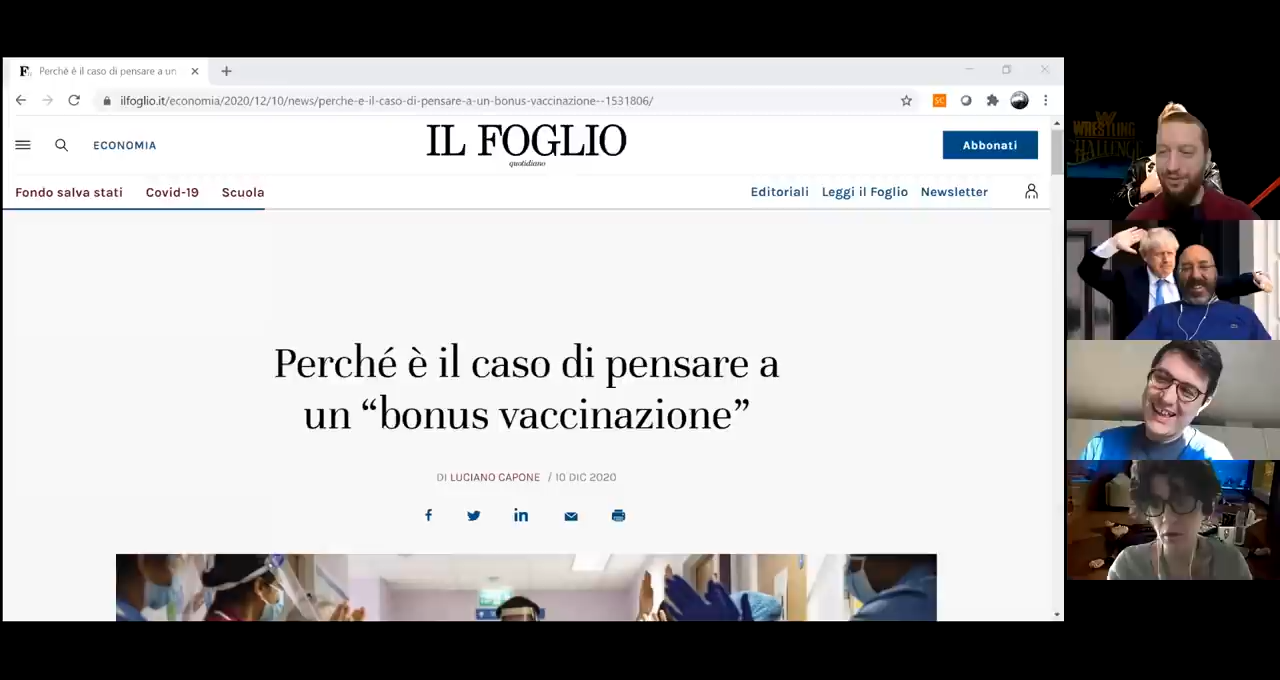 Perché è il caso di pensare a un
ilfoglio.it/economia/2020/12/10/news/perche-e-il-caso-di-pensare-a-un-bonus-vaccinazione--1531806/
SC
ECONOMIA
IL FOGLIO
quotidiano
Abbonati
Fondo salva stati Covid-19 Scuola
Editoriali Leggi il Foglio Newsletter
Perché è il caso di pensare a
un “bonus vaccinazione”
DI LUCIANO CAPONE / 10 DIC 2020
WRESTLING
CHALLENGE